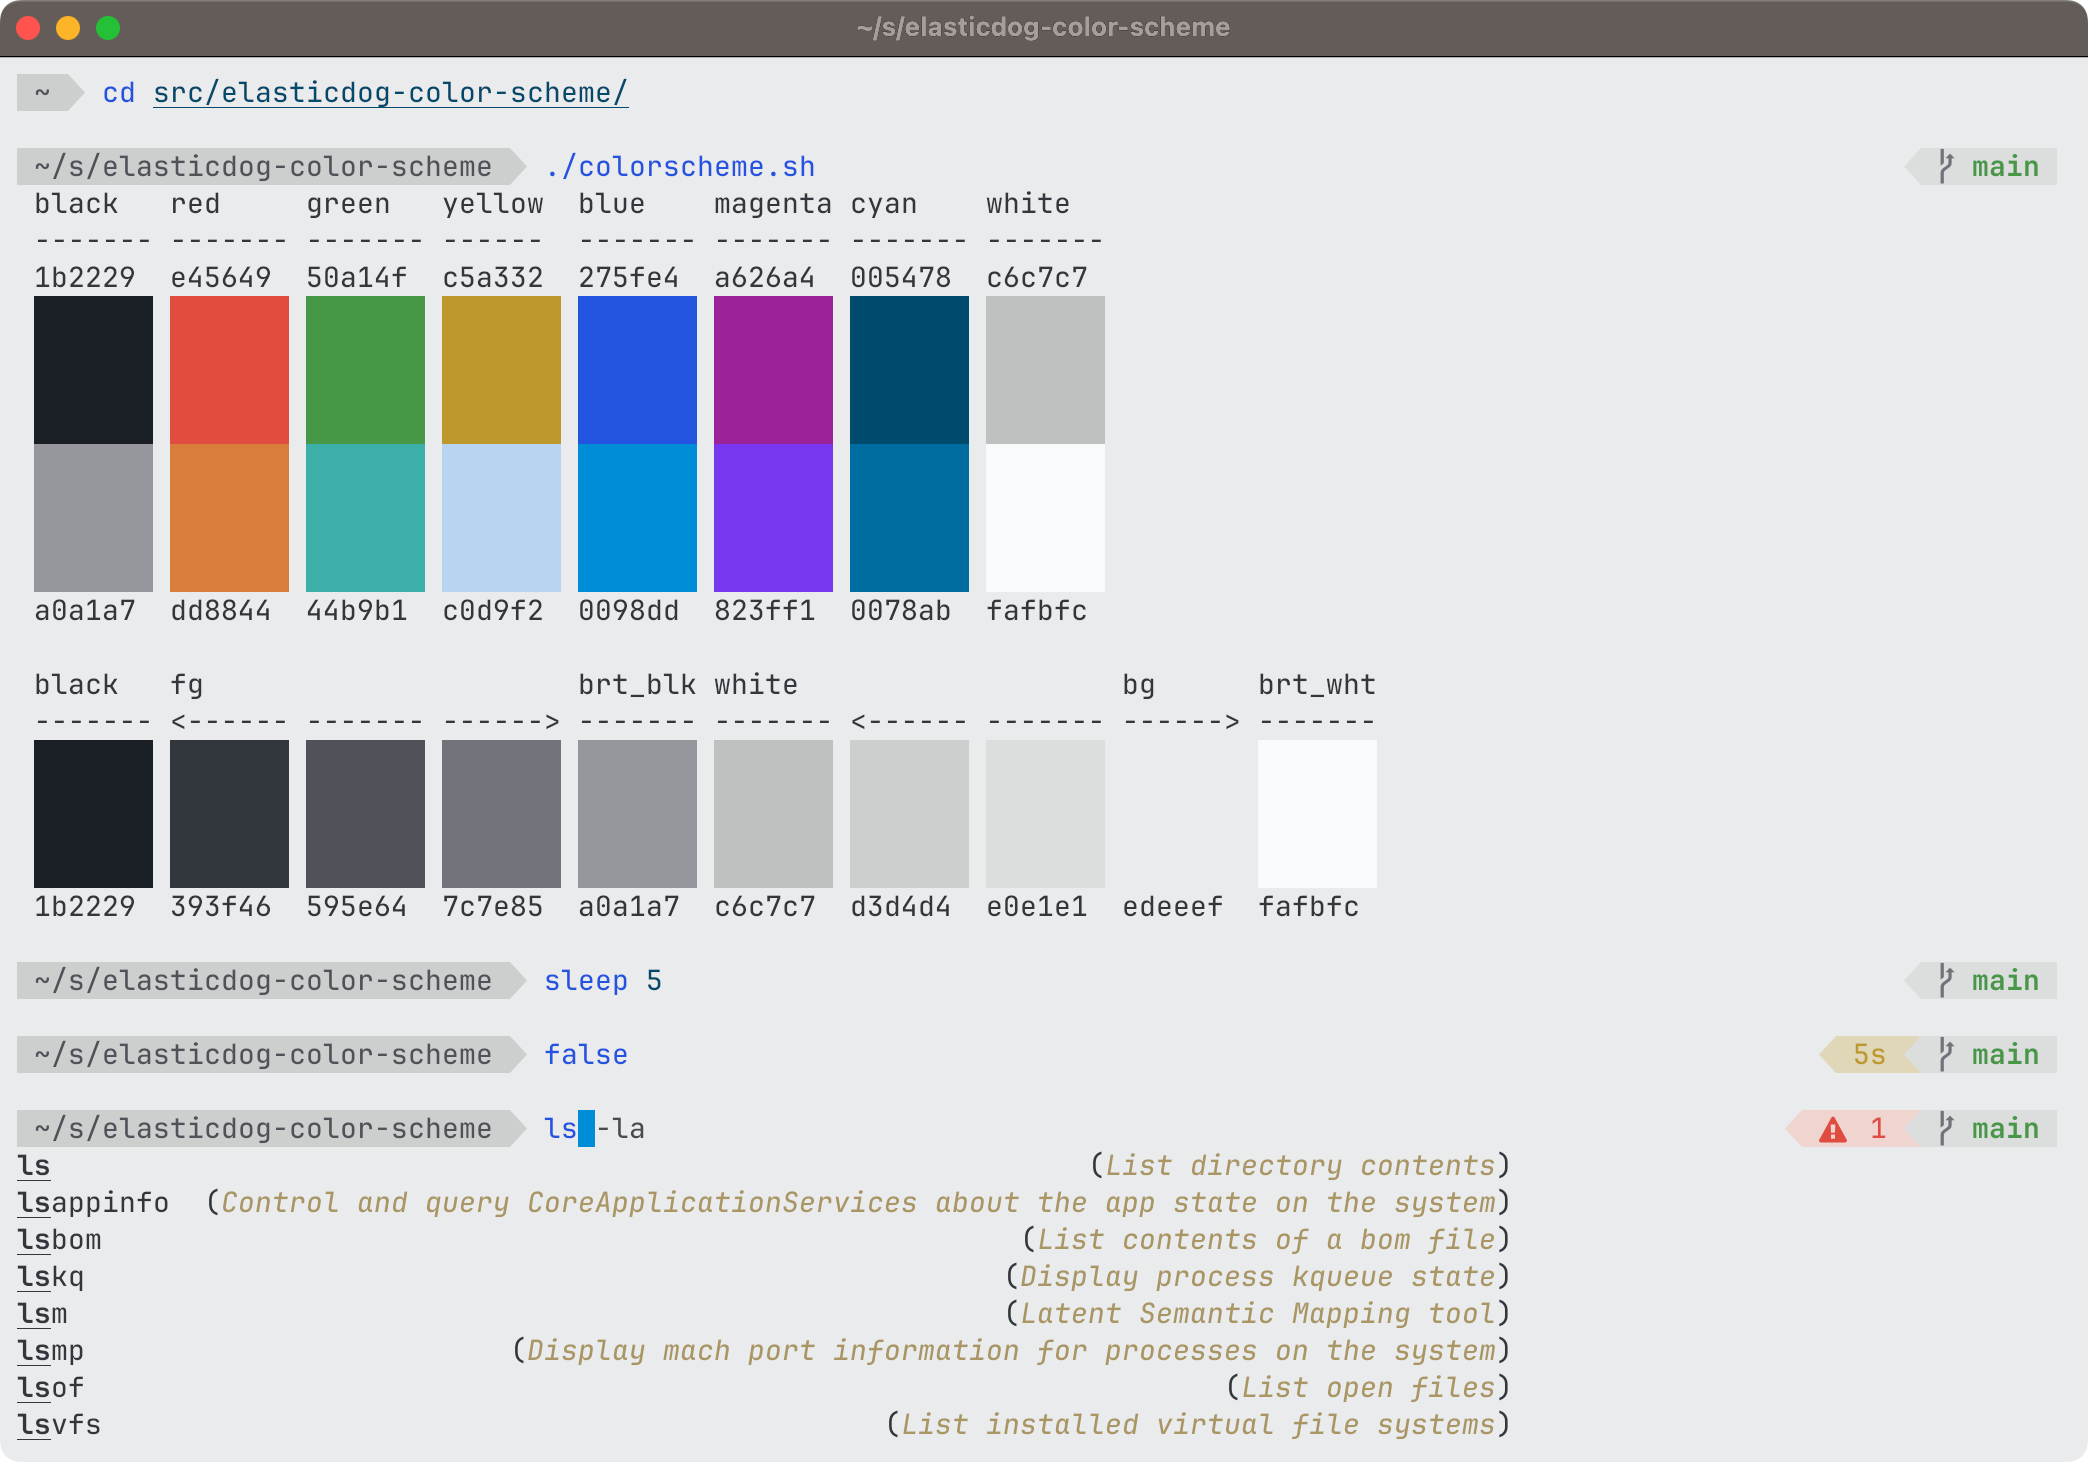 ~/s/elasticdog-color-scheme
~ cd src/elasticdog-color-scheme/
~/s/elasticdog-color-scheme ./colorscheme.sh main
black red green yellow blue magenta cyan white
------- ------- ------- ------ ------- ------- ------- -------
1b2229 e45649 50a14f c5a332 275fe4 a626a4 005478 c6c7c7
a0a1a7 dd8844 44b9b1 c0d9f2 0098dd 823ff1 0078ab fafbfc
black fg brt_blk white bg brt_wht
------- <------ ------- ------> ------- ------- <------ ------- ------> -------
1b2229 393f46 595e64 7c7e85 a0a1a7 c6c7c7 d3d4d4 e0e1e1 edeeef fafbfc
~/s/elasticdog-color-scheme sleep 5 main
~/s/elasticdog-color-scheme false 5s main
~/s/elasticdog-color-scheme ls -la 1 main
ls (List directory contents)
lsappinfo (Control and query CoreApplicationServices about the app state on the system)
lsbom (List contents of a bom file)
lskq (Display process kqueue state)
lsm (Latent Semantic Mapping tool)
lsmp (Display mach port information for processes on the system)
lsof (List open files)
lsvfs (List installed virtual file systems)